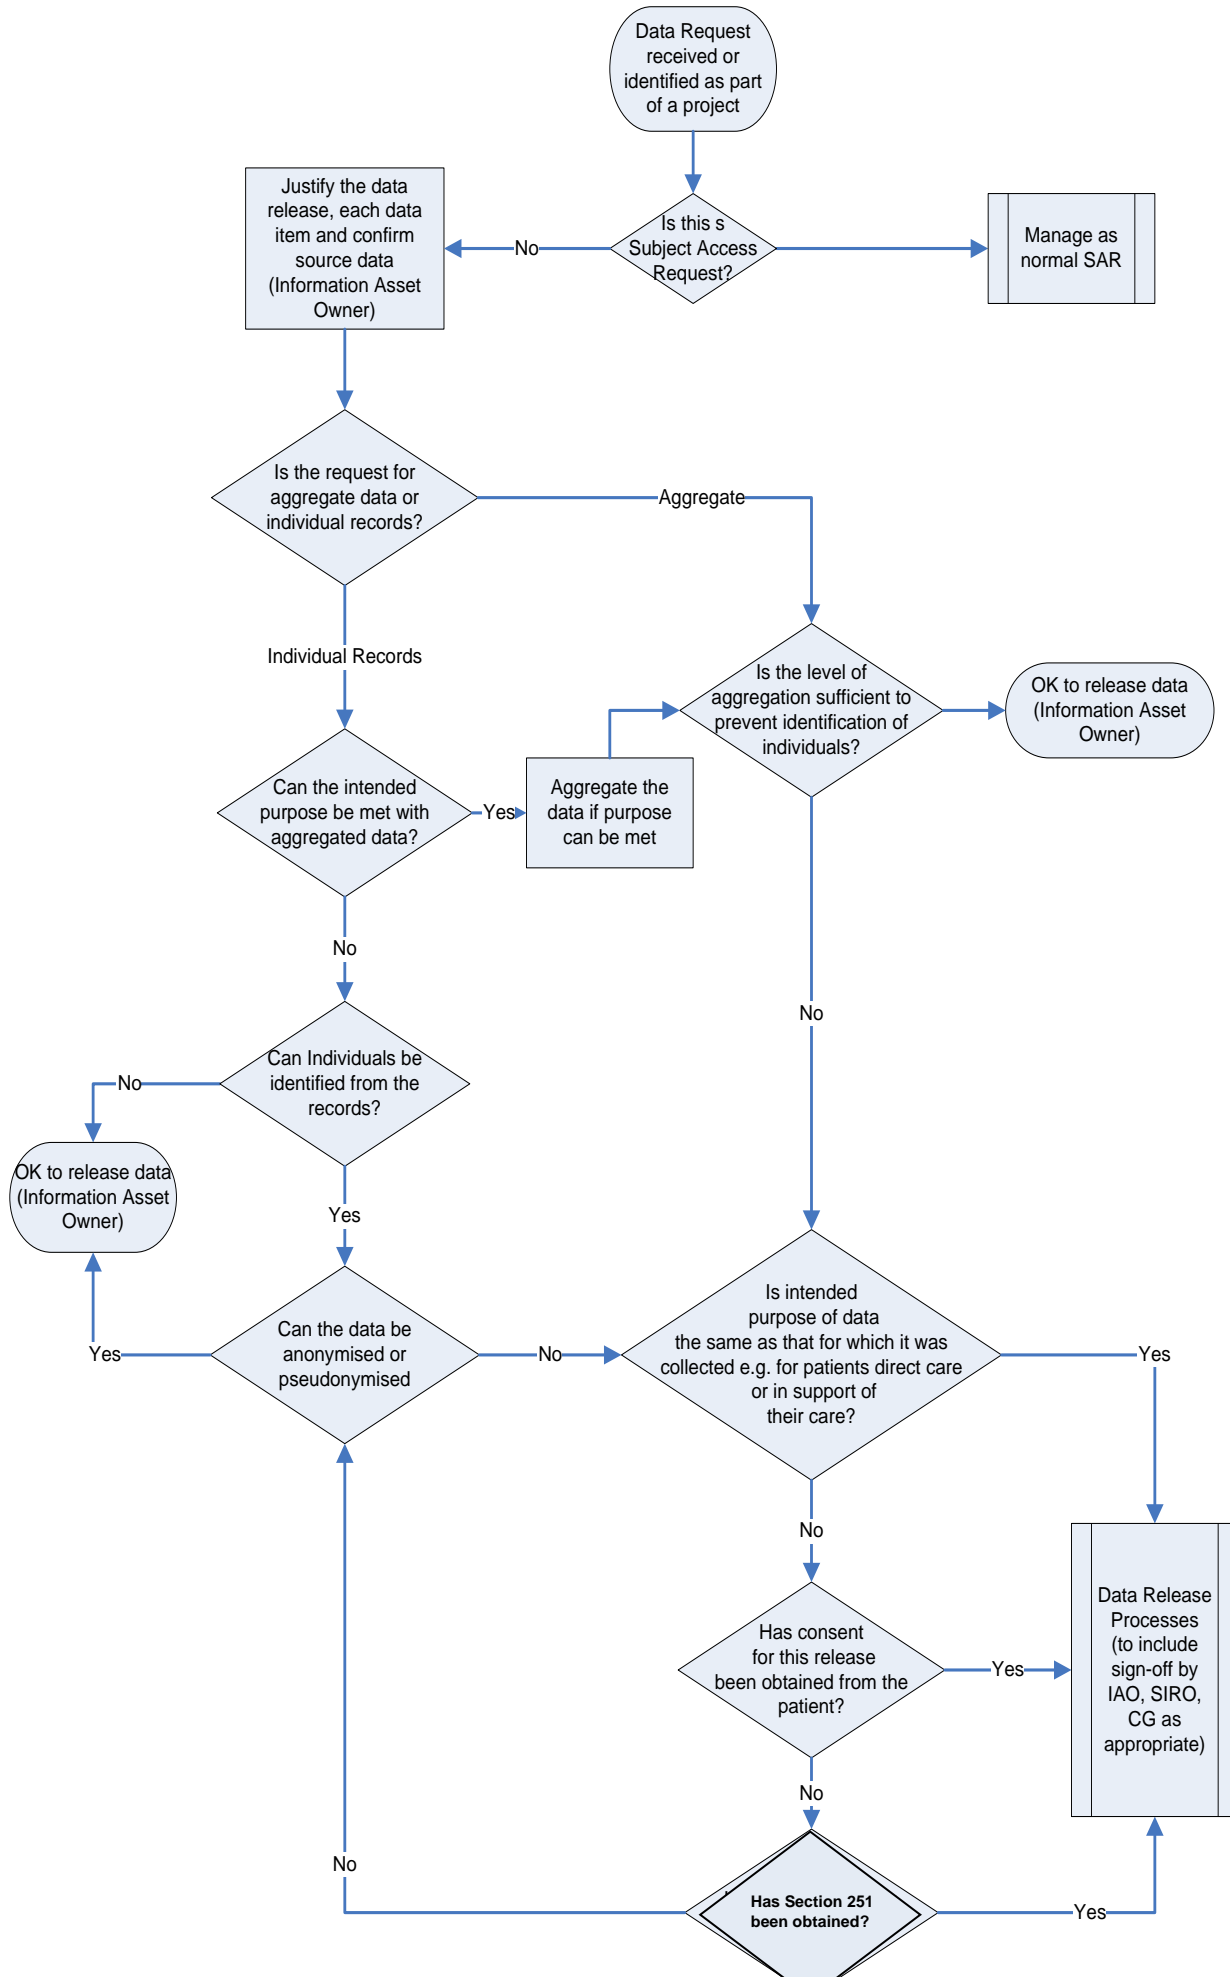 Data Request
received or
identified as part
of a project
Justify the data
release, each data
item and confirm
source data
(Information Asset
Owner)
No
Is this s
Subject Access
Request?
Manage as
normal SAR
Is the request for
aggregate data or
individual records?
Aggregate
Individual Records
Is the level of
aggregation sufficient to
prevent identification of
individuals?
OK to release data
(Information Asset
Owner)
Can the intended
purpose be met with
aggregated data?
Yes
Aggregate the
data if purpose
can be met
No
No
Can Individuals be
identified from the
records?
No
OK to release data
(Information Asset
Owner)
Yes
Can the data be
anonymised or
pseudonymised
Yes
No
Is intended
purpose of data
the same as that for which it was
collected e.g. for patients direct care
or in support of
their care?
Yes
No
Has consent
for this release
been obtained from the
patient?
Yes
Data Release
Processes
(to include
sign-off by
IAO, SIRO,
CG as
appropriate)
No
No
Has Section 251
been obtained?
Yes